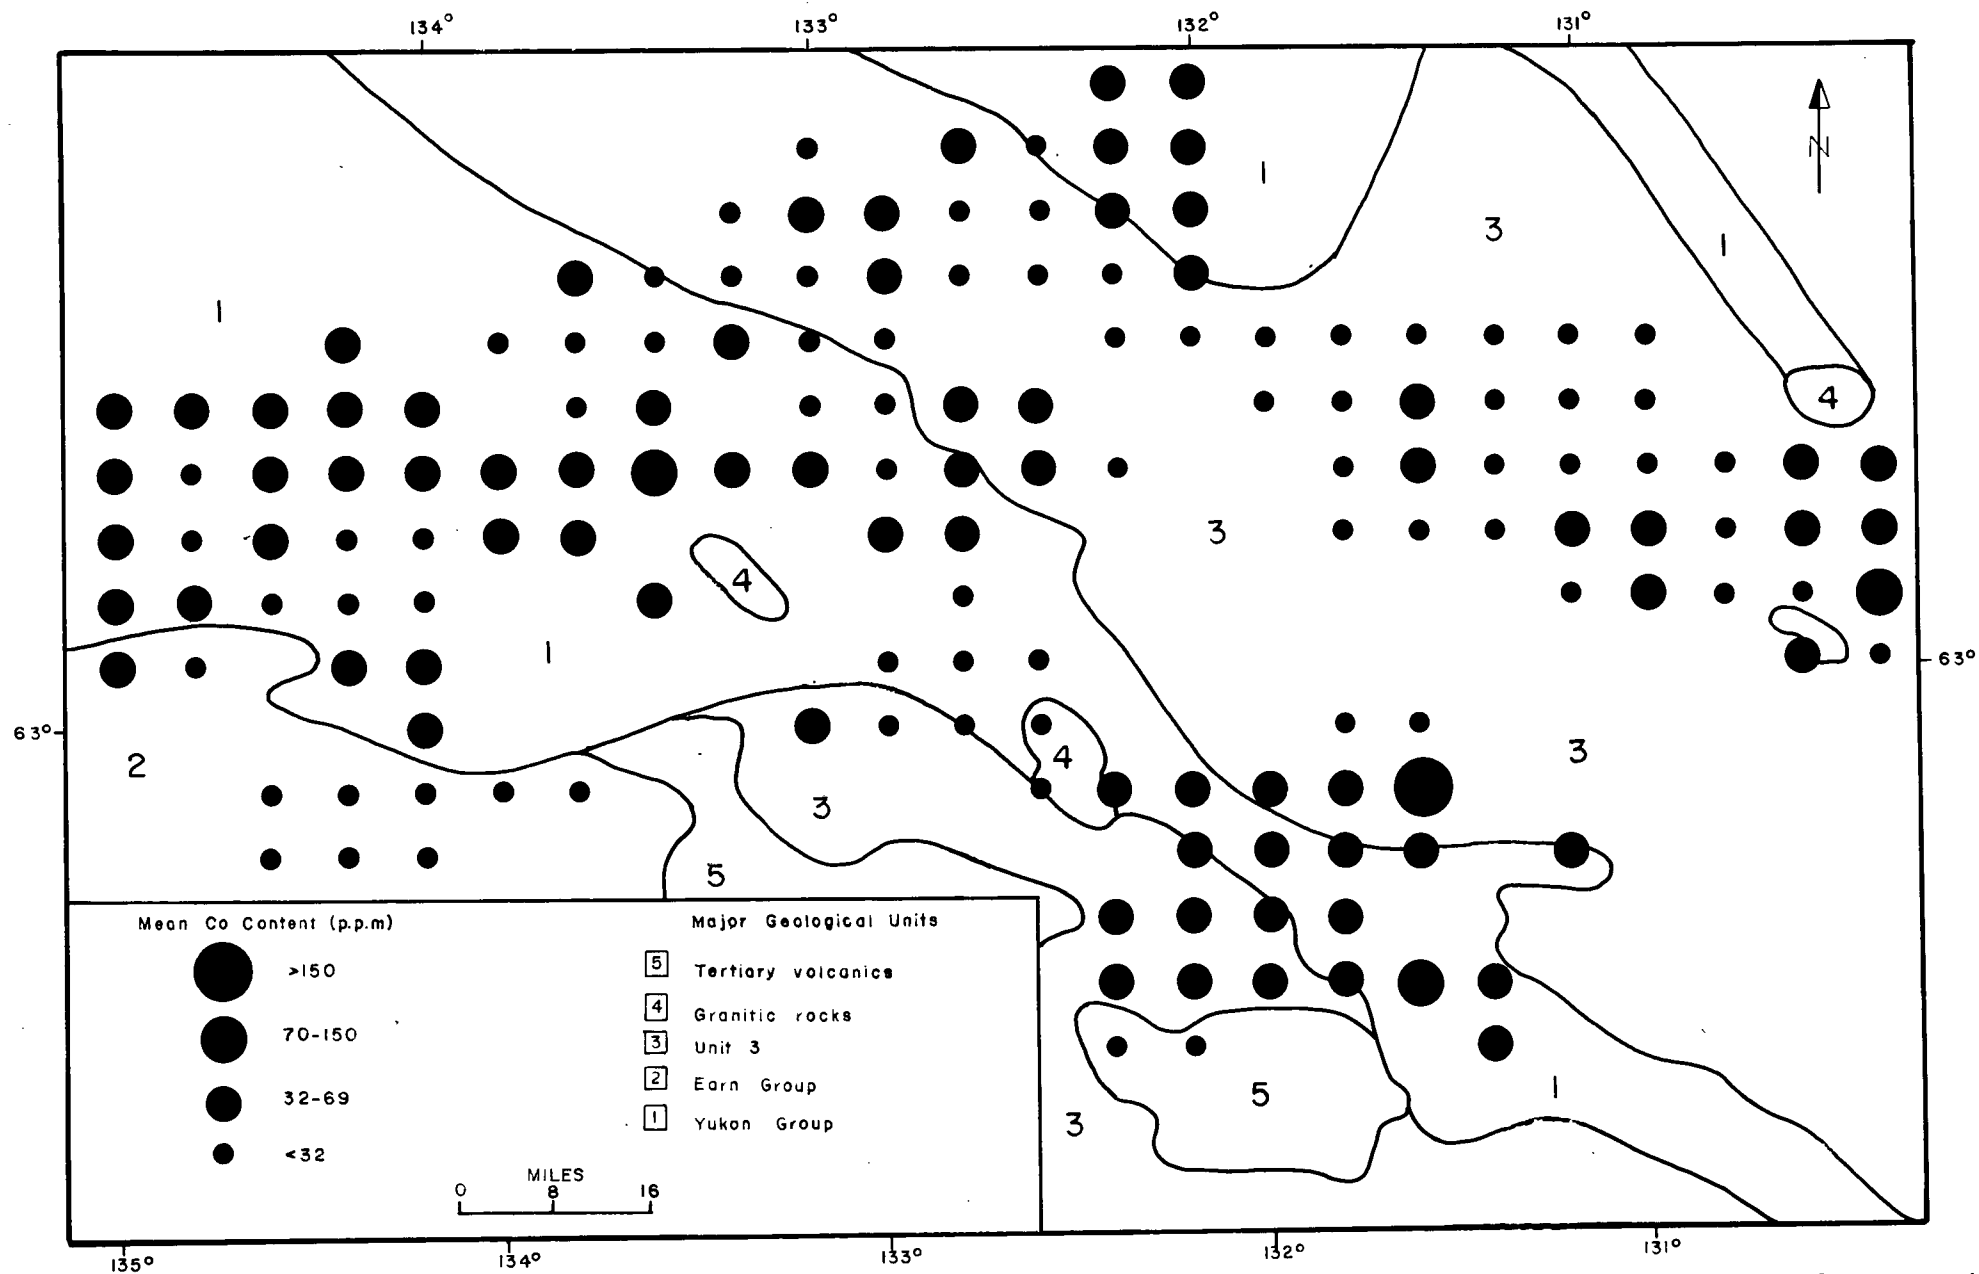 134° 133° 132° 131°
N
1
3
1
1
4
3
4
1
63°
63°
2
4
3
3
5
Mean Co Content (p.p.m)
>150
70-150
32-69
<32
Major Geological Units
5 Tertiary volcanics
4 Granitic rocks
3 Unit 3
2 Earn Group
1 Yukon Group
MILES
0 8 16
5
1
3
135° 134° 133° 132° 131°